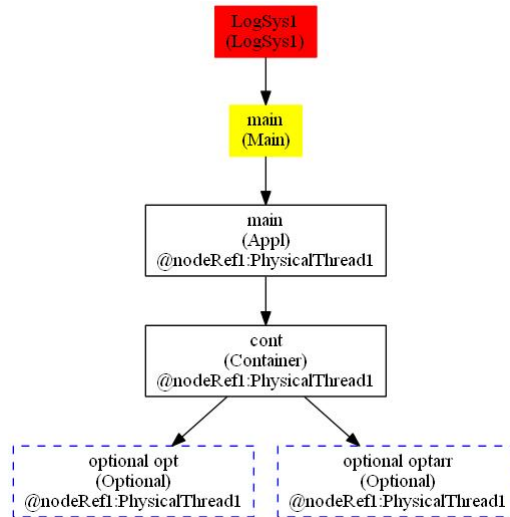 LogSys1
(LogSys1)
main
(Main)
main
(Appl)
@nodeRef1:PhysicalThread1
cont
(Container)
@nodeRef1:PhysicalThread1
optional opt
(Optional)
@nodeRef1:PhysicalThread1
optional optarr
(Optional)
@nodeRef1:PhysicalThread1